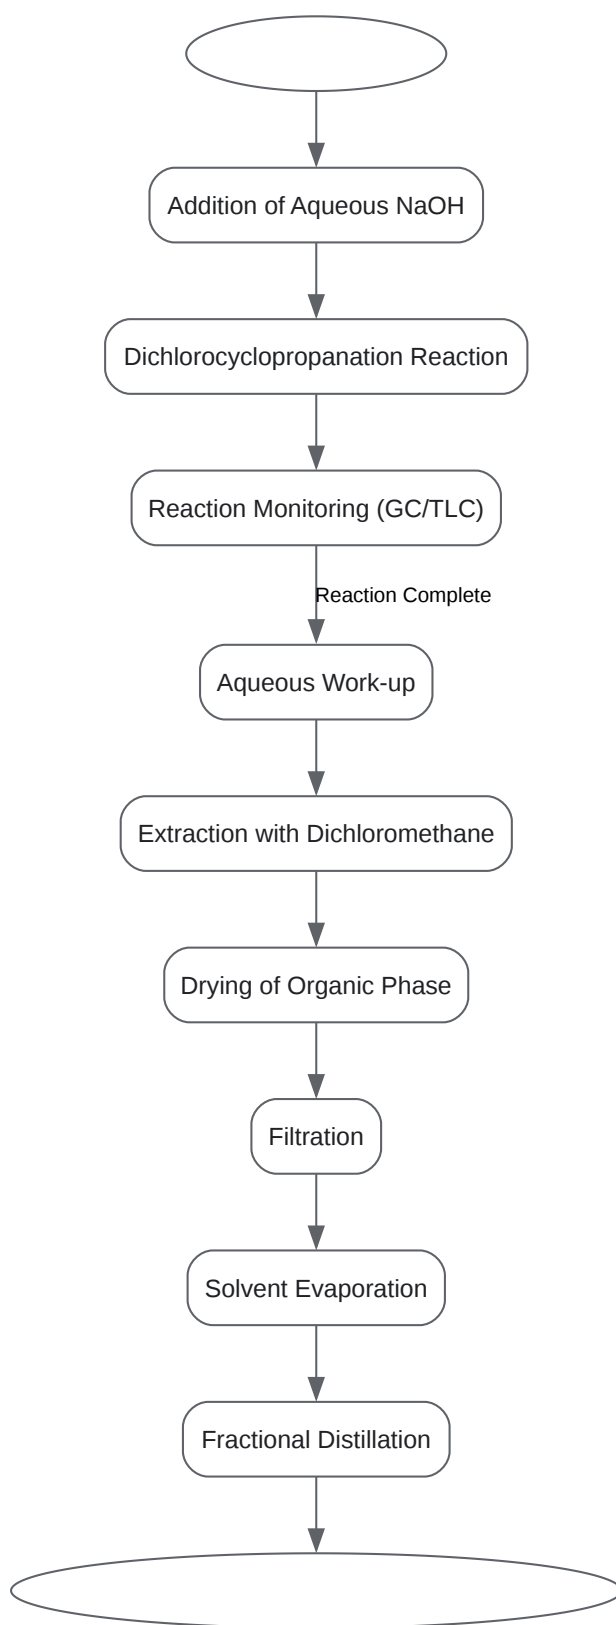 Addition of Aqueous NaOH
Dichlorocyclopropanation Reaction
Reaction Monitoring (GC/TLC)
Reaction Complete
Aqueous Work-up
Extraction with Dichloromethane
Drying of Organic Phase
Filtration
Solvent Evaporation
Fractional Distillation